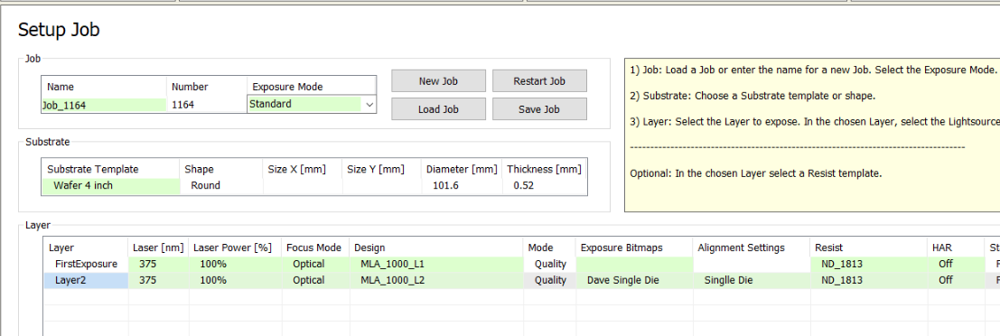 Setup Job
Job
Name Number Exposure Mode
Job_1164 1164 Standard
New Job Restart Job
Load Job Save Job
1) Job: Load a Job or enter the name for a new Job. Select the Exposure Mode.
2) Substrate: Choose a Substrate template or shape.
3) Layer: Select the Layer to expose. In the chosen Layer, select the Lightsource
--------------------------------------------------------------------------------
Optional: In the chosen Layer select a Resist template.
Substrate
Substrate Template Shape Size X [mm] Size Y [mm] Diameter [mm] Thickness [mm]
Wafer 4 inch Round 101.6 0.52
Layer
Layer Laser [nm] Laser Power [%] Focus Mode Design Mode Exposure Bitmaps Alignment Settings Resist HAR
FirstExposure 375 100% Optical MLA_1000_L1 Quality ND_1813 Off
Layer2 375 100% Optical MLA_1000_L2 Quality Dave Single Die Singlle Die ND_1813 Off